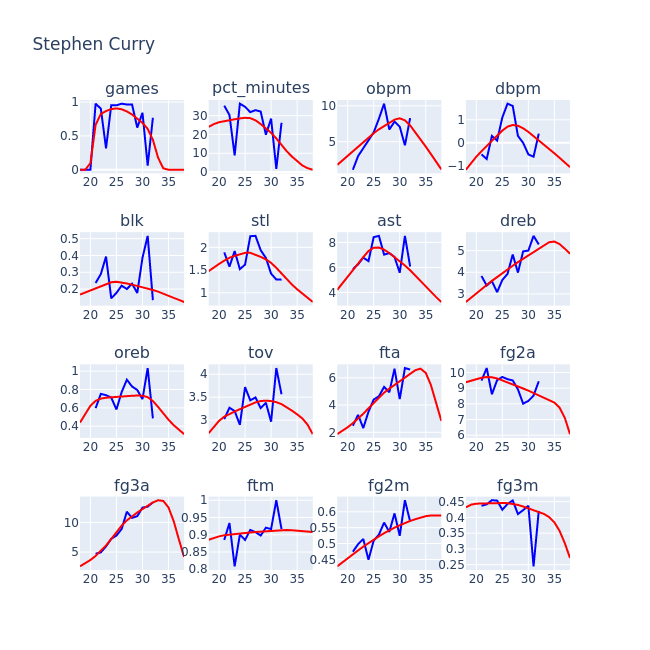 Stephen Curry
games pct_minutes obpm dbpm
1 0.5 0 20 25 30 35
30 20 10 0 20 25 30 35
10 5 20 25 30 35
1 0 −1 20 25 30 35
blk stl ast dreb
0.5 0.4 0.3 0.2 20 25 30 35
2 1.5 1 20 25 30 35
8 6 4 20 25 30 35
5 4 3 20 25 30 35
oreb tov fta fg2a
1 0.8 0.6 0.4 20 25 30 35
4 3.5 3 20 25 30 35
6 4 2 20 25 30 35
10 9 8 7 6 20 25 30 35
fg3a ftm fg2m fg3m
10 5 20 25 30 35
1 0.95 0.9 0.85 0.8 20 25 30 35
0.6 0.55 0.5 0.45 20 25 30 35
0.45 0.4 0.35 0.3 0.25 20 25 30 35